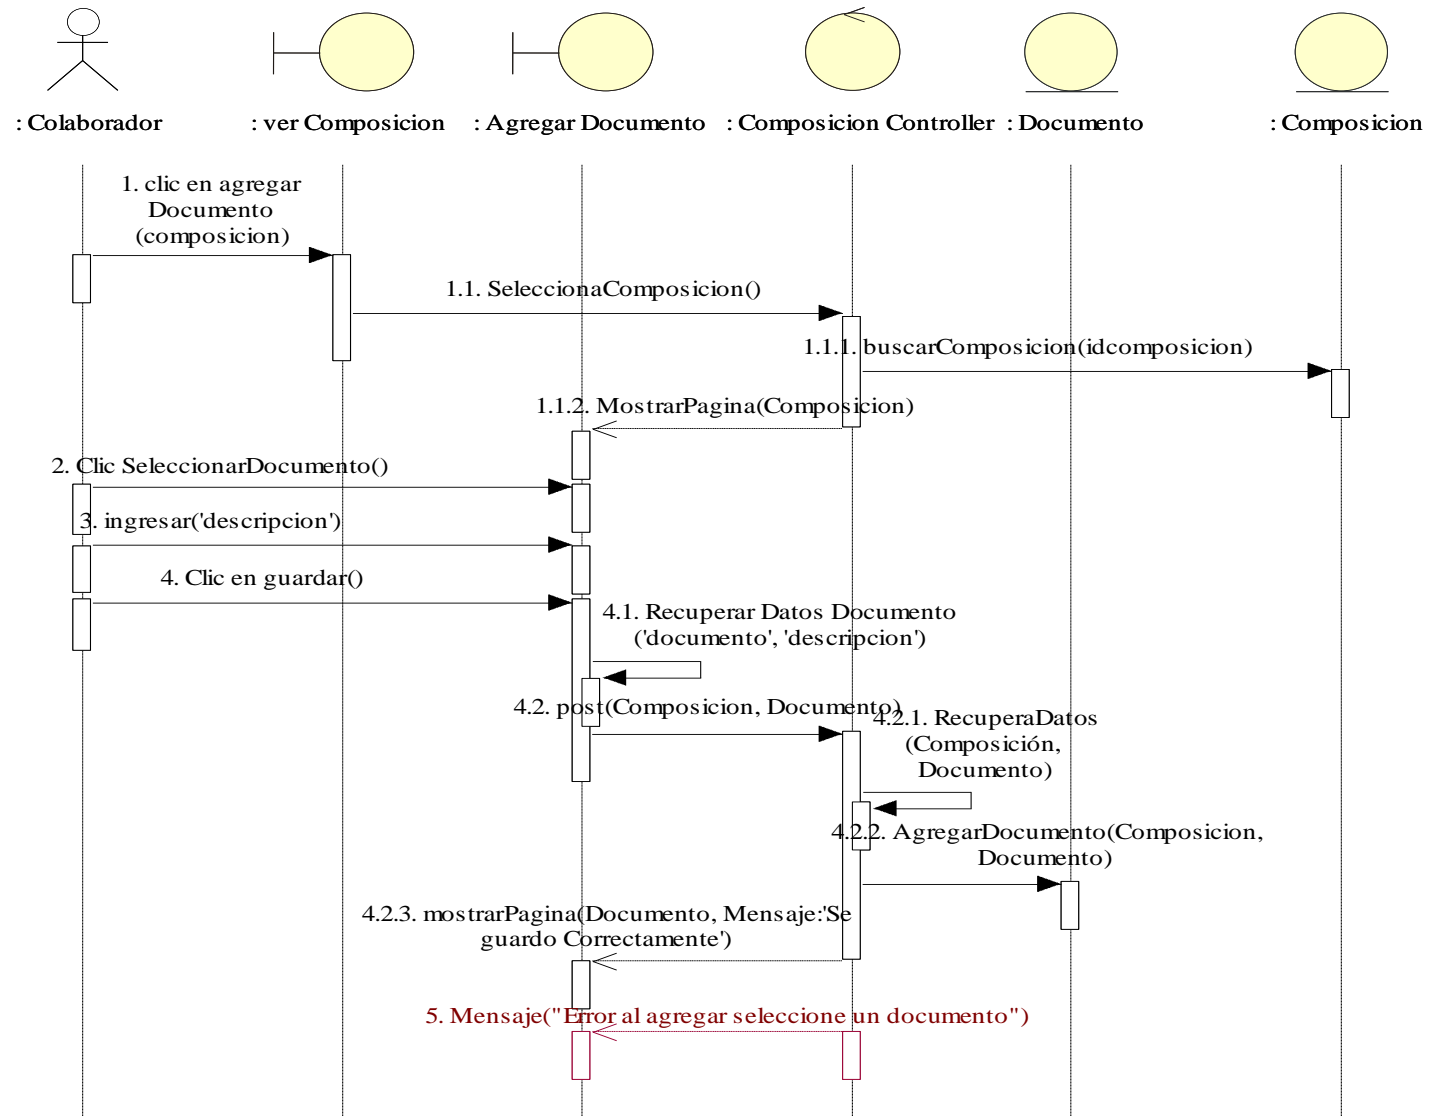 : Colaborador
: ver Composicion
: Agregar Documento
: Composicion Controller
: Documento
: Composicion
1. clic en agregar
Documento
(composicion)
1.1. SeleccionaComposicion()
1.1.1. buscarComposicion(idcomposicion)
1.1.2. MostrarPagina(Composicion)
2. Clic SeleccionarDocumento()
3. ingresar('descripcion')
4. Clic en guardar()
4.1. Recuperar Datos Documento
('documento', 'descripcion')
4.2. post(Composicion, Documento)
4.2.1. RecuperaDatos
(Composición,
Documento)
4.2.2. AgregarDocumento(Composicion,
Documento)
4.2.3. mostrarPagina(Documento, Mensaje:'Se
guardo Correctamente')
5. Mensaje("Error al agregar seleccione un documento")